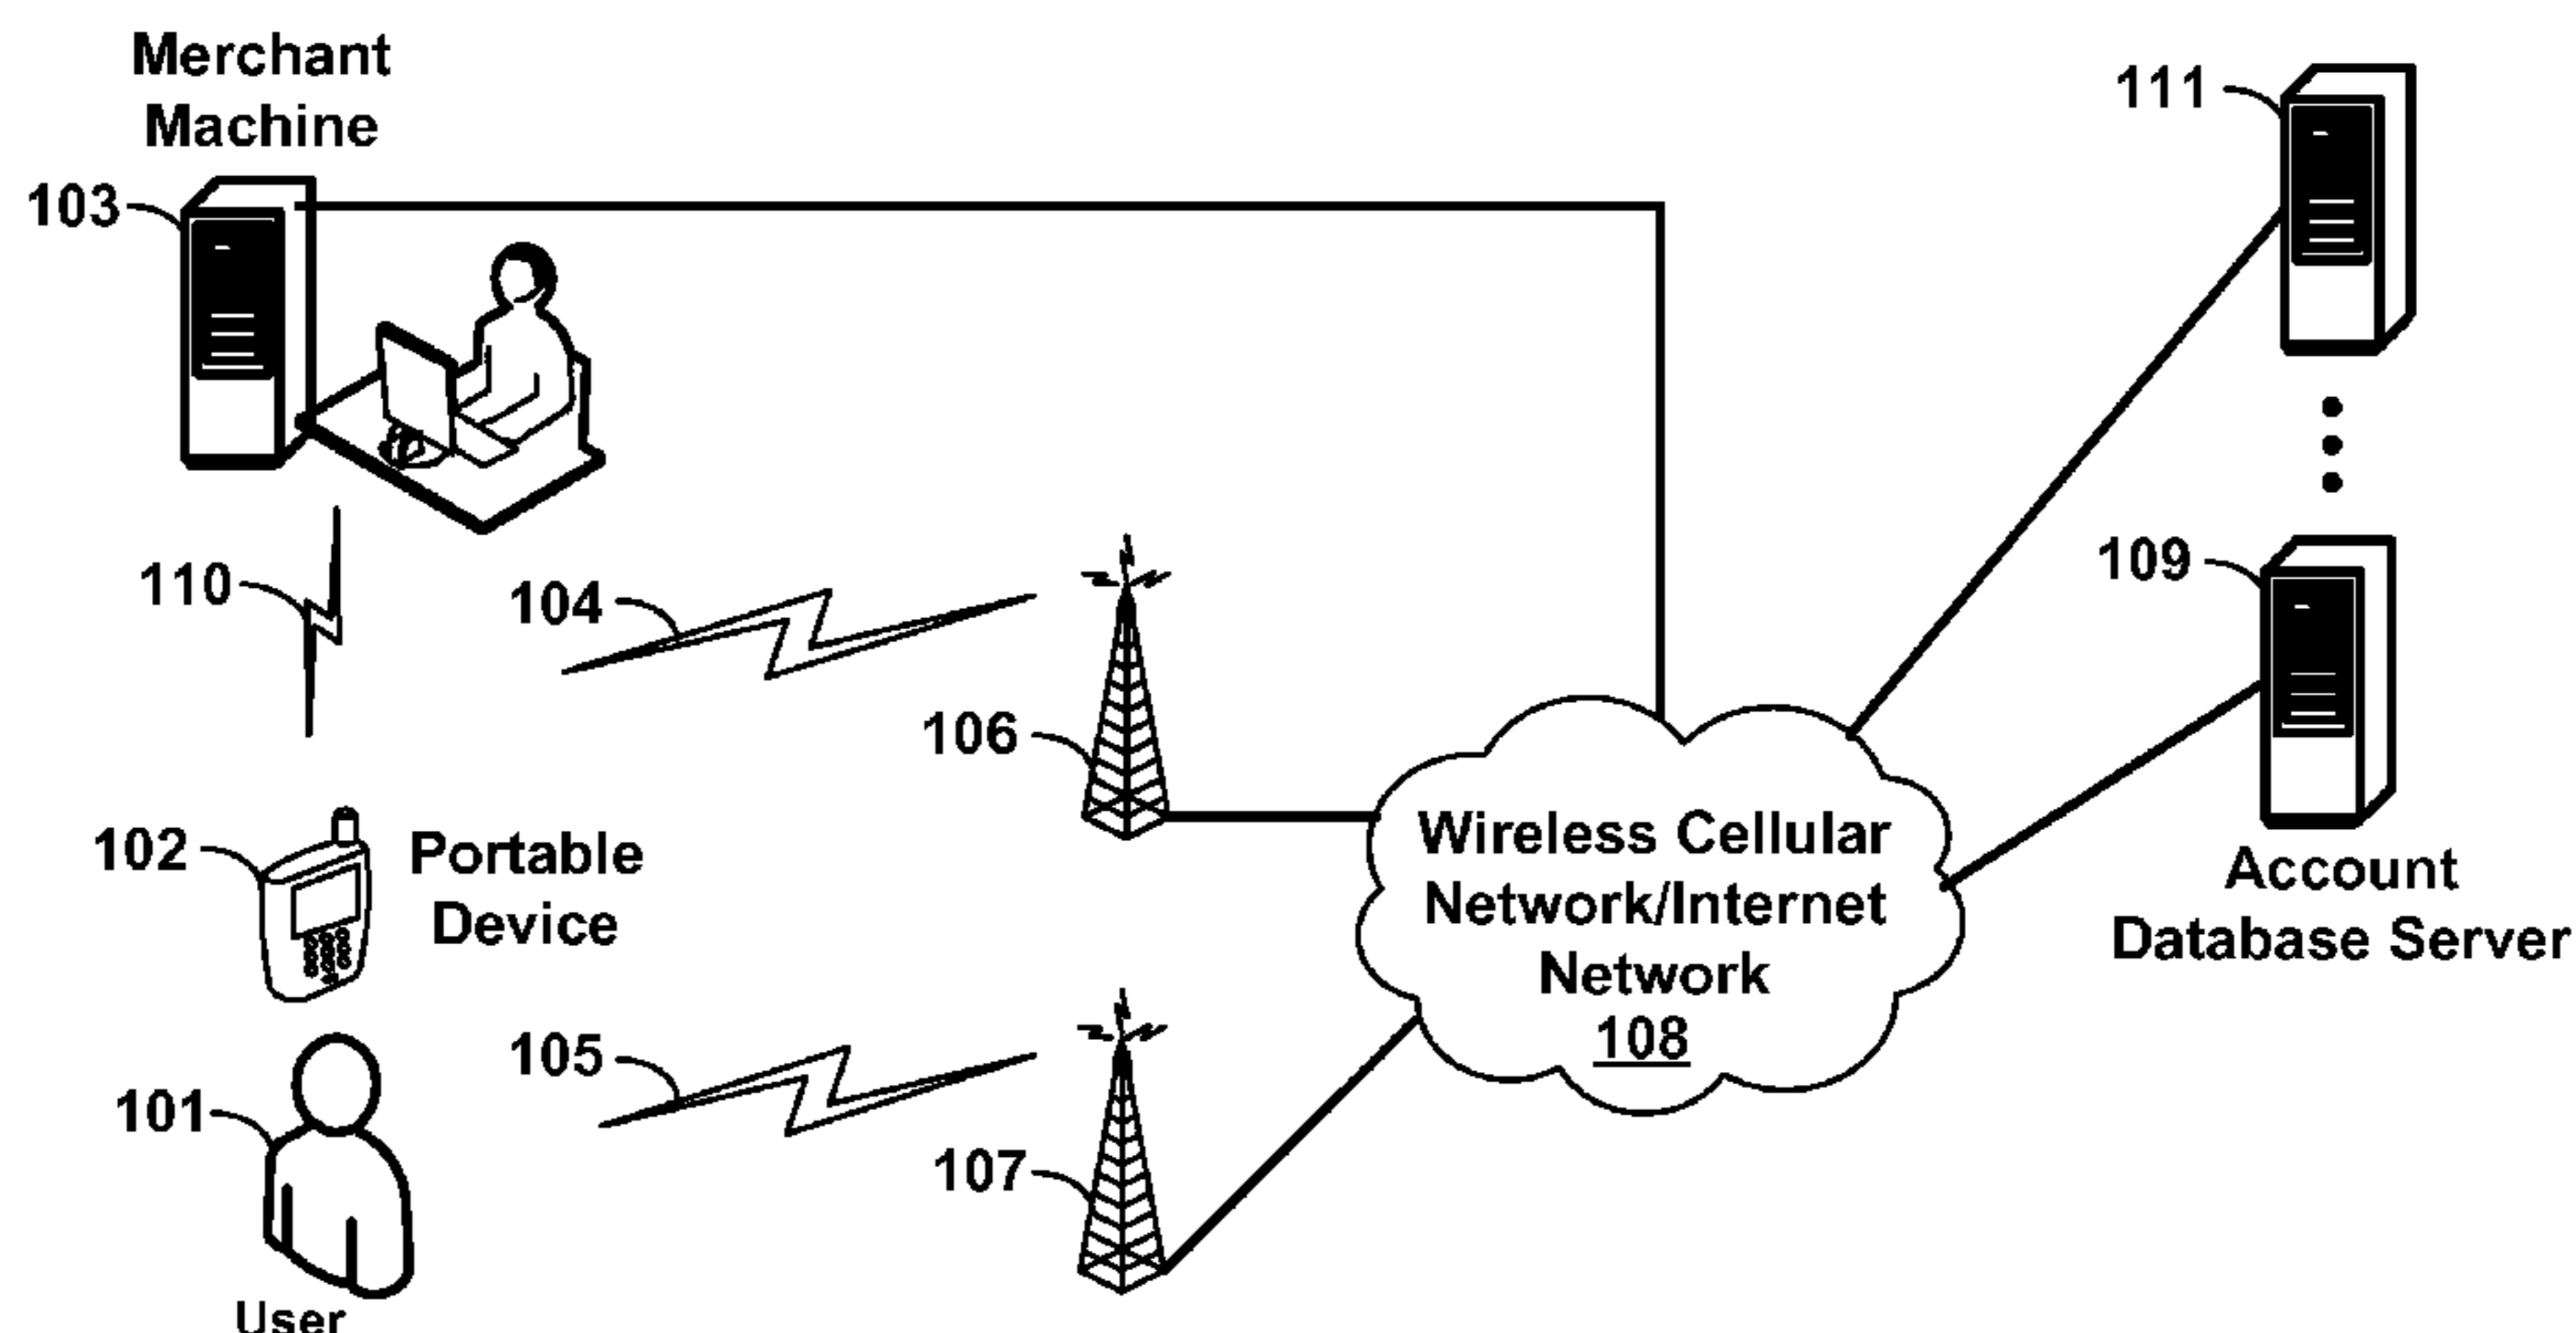 Merchant
Machine
103
111
110
104
109
106
102
Portable
Device
Wireless Cellular
Network/Internet
Network
108
Account
Database Server
105
101
107
User